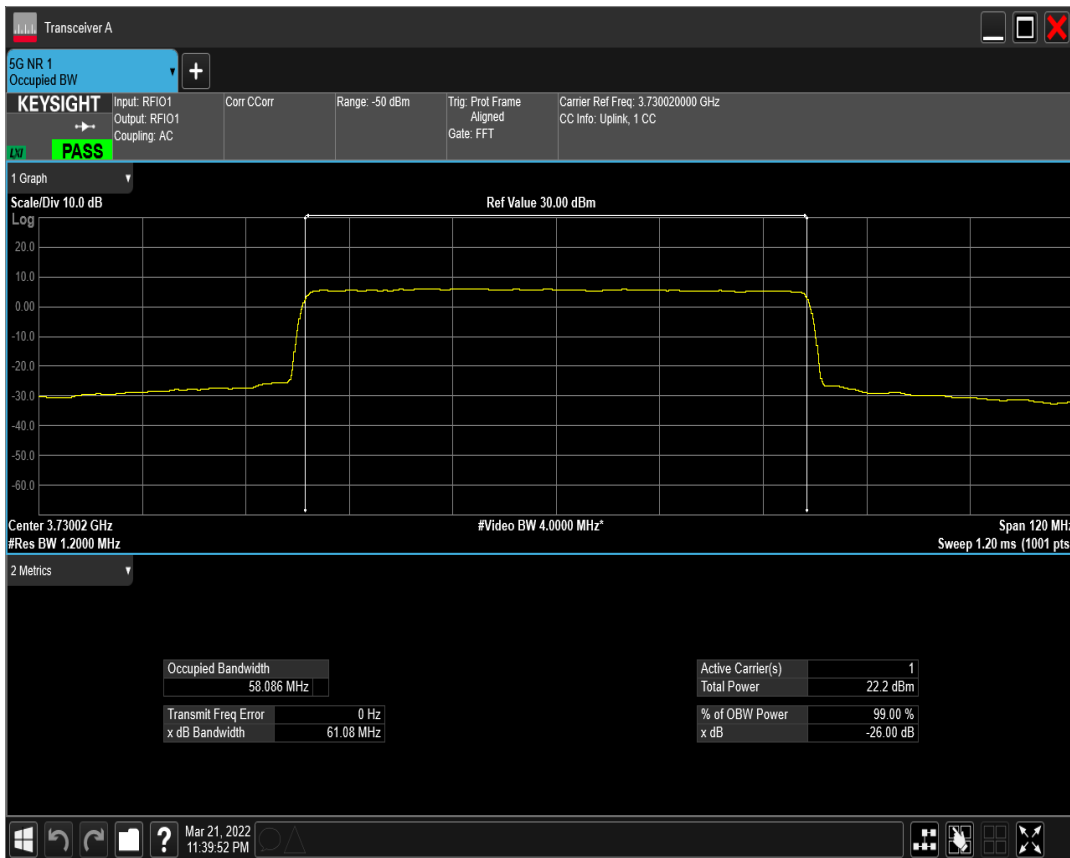 Transceiver A
5G NR 1
Occupied BW
+
KEYSIGHT
LXI
PASS
Input: RFIO1
Output: RFIO1
Coupling: AC
Corr CCorr
Range: -50 dBm
Trig: Prot Frame
Aligned
Gate: FFT
Carrier Ref Freq: 3.730020000 GHz
CC Info: Uplink, 1 CC
1 Graph
Scale/Div 10.0 dB
Ref Value 30.00 dBm
Log
20.0
10.0
0.00
-10.0
-20.0
-30.0
-40.0
-50.0
-60.0
Center 3.73002 GHz
#Video BW 4.0000 MHz*
Span 120 MHz
#Res BW 1.2000 MHz
Sweep 1.20 ms (1001 pts
2 Metrics
Occupied Bandwidth
58.086 MHz
Transmit Freq Error 0 Hz
x dB Bandwidth 61.08 MHz
Active Carrier(s) 1
Total Power 22.2 dBm
% of OBW Power 99.00 %
x dB -26.00 dB
?
Mar 21, 2022
11:39:52 PM